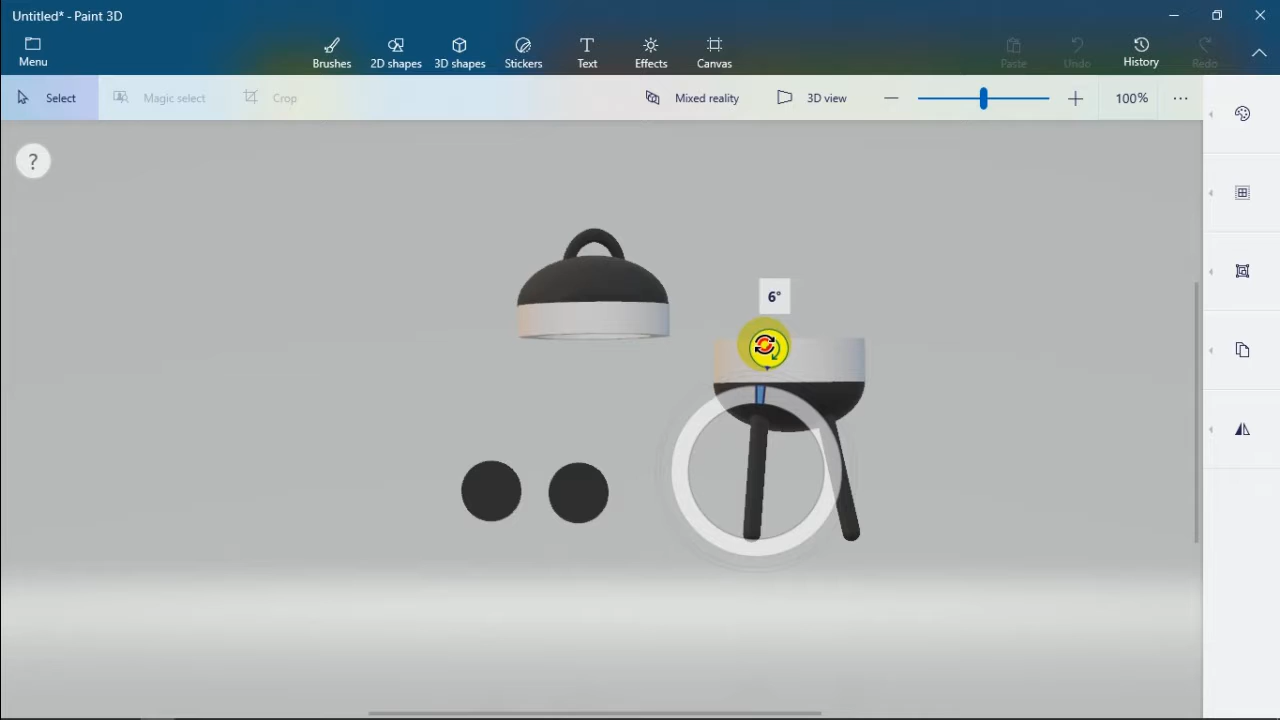 Untitled* - Paint 3D
Menu
Brushes
2D shapes
3D shapes
Stickers
Text
Effects
Canvas
Paste
Undo
History
Redo
Select
Magic select
Crop
Mixed reality
3D view
100%
?
6°